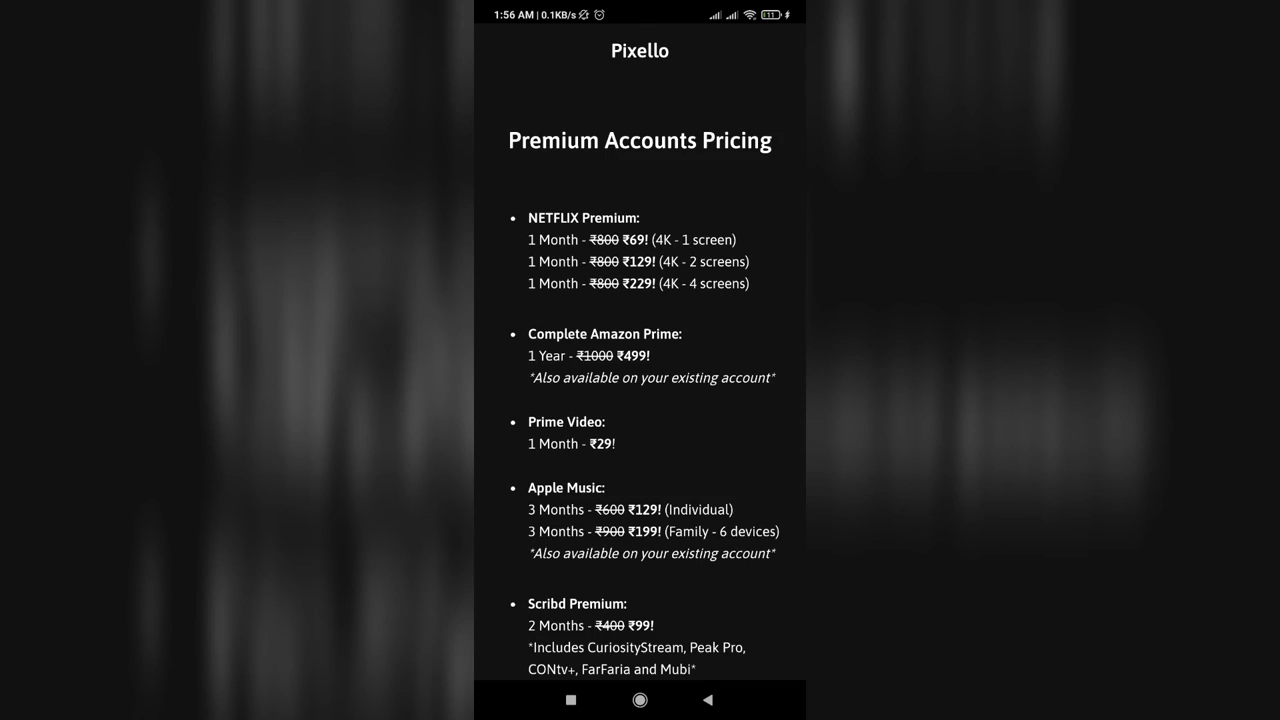 1:56 AM | 0.1KB/s
11
Pixello
Premium Accounts Pricing
• NETFLIX Premium:
1 Month - ₹800 ₹69! (4K - 1 screen)
1 Month - ₹800 ₹129! (4K - 2 screens)
1 Month - ₹800 ₹229! (4K - 4 screens)
• Complete Amazon Prime:
1 Year - ₹1000 ₹499!
*Also available on your existing account*
• Prime Video:
1 Month - ₹29!
• Apple Music:
3 Months - ₹600 ₹129! (Individual)
3 Months - ₹900 ₹199! (Family - 6 devices)
*Also available on your existing account*
• Scribd Premium:
2 Months - ₹400 ₹99!
*Includes CuriosityStream, Peak Pro,
CONtv+, FarFaria and Mubi*